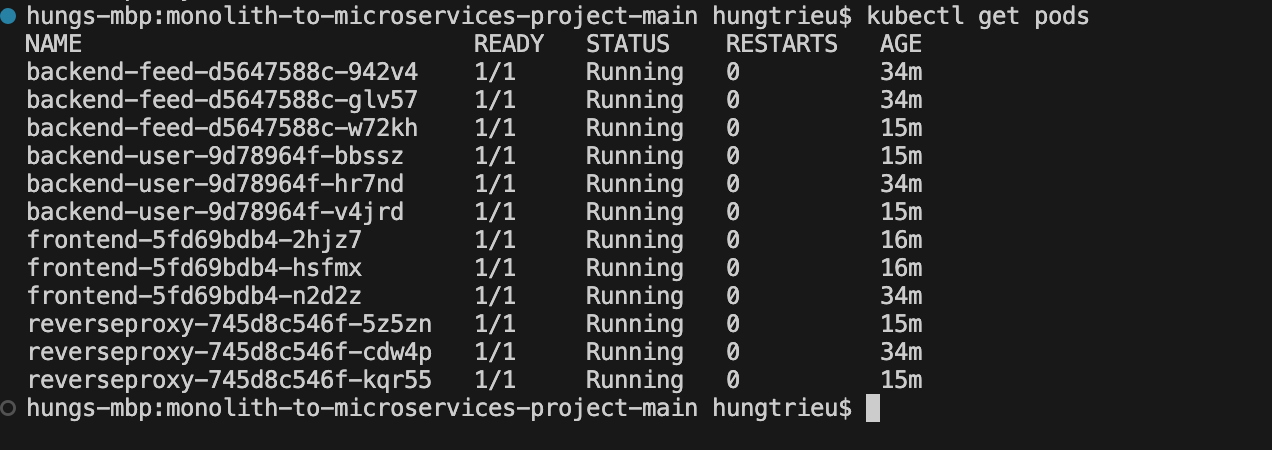 hungs-mbp:monolith-to-microservices-project-main hungtrieu$ kubectl get pods
NAME READY STATUS RESTARTS AGE
backend-feed-d5647588c-942v4 1/1 Running 0 34m
backend-feed-d5647588c-glv57 1/1 Running 0 34m
backend-feed-d5647588c-w72kh 1/1 Running 0 15m
backend-user-9d78964f-bbssz 1/1 Running 0 15m
backend-user-9d78964f-hr7nd 1/1 Running 0 34m
backend-user-9d78964f-v4jrd 1/1 Running 0 15m
frontend-5fd69bdb4-2hjz7 1/1 Running 0 16m
frontend-5fd69bdb4-hsfmx 1/1 Running 0 16m
frontend-5fd69bdb4-n2d2z 1/1 Running 0 34m
reverseproxy-745d8c546f-5z5zn 1/1 Running 0 15m
reverseproxy-745d8c546f-cdw4p 1/1 Running 0 34m
reverseproxy-745d8c546f-kqr55 1/1 Running 0 15m
hungs-mbp:monolith-to-microservices-project-main hungtrieu$